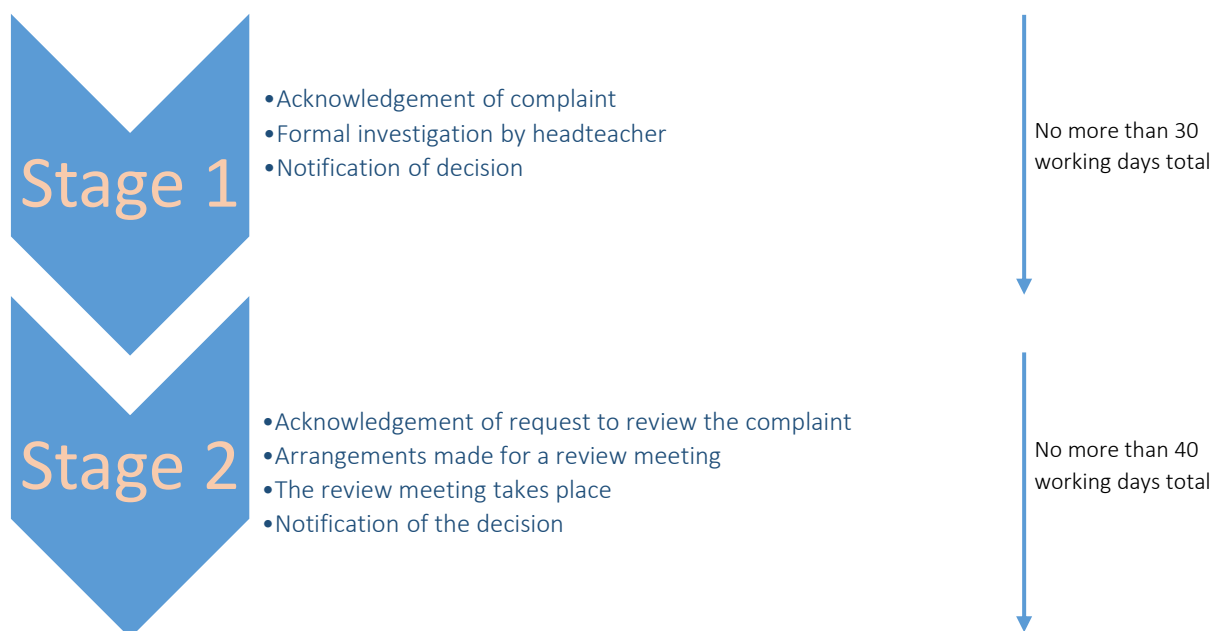 Stage 1
•Acknowledgement of complaint
•Formal investigation by headteacher
•Notification of decision
No more than 30
working days total
Stage 2
•Acknowledgement of request to review the complaint
•Arrangements made for a review meeting
•The review meeting takes place
•Notification of the decision
No more than 40
working days total